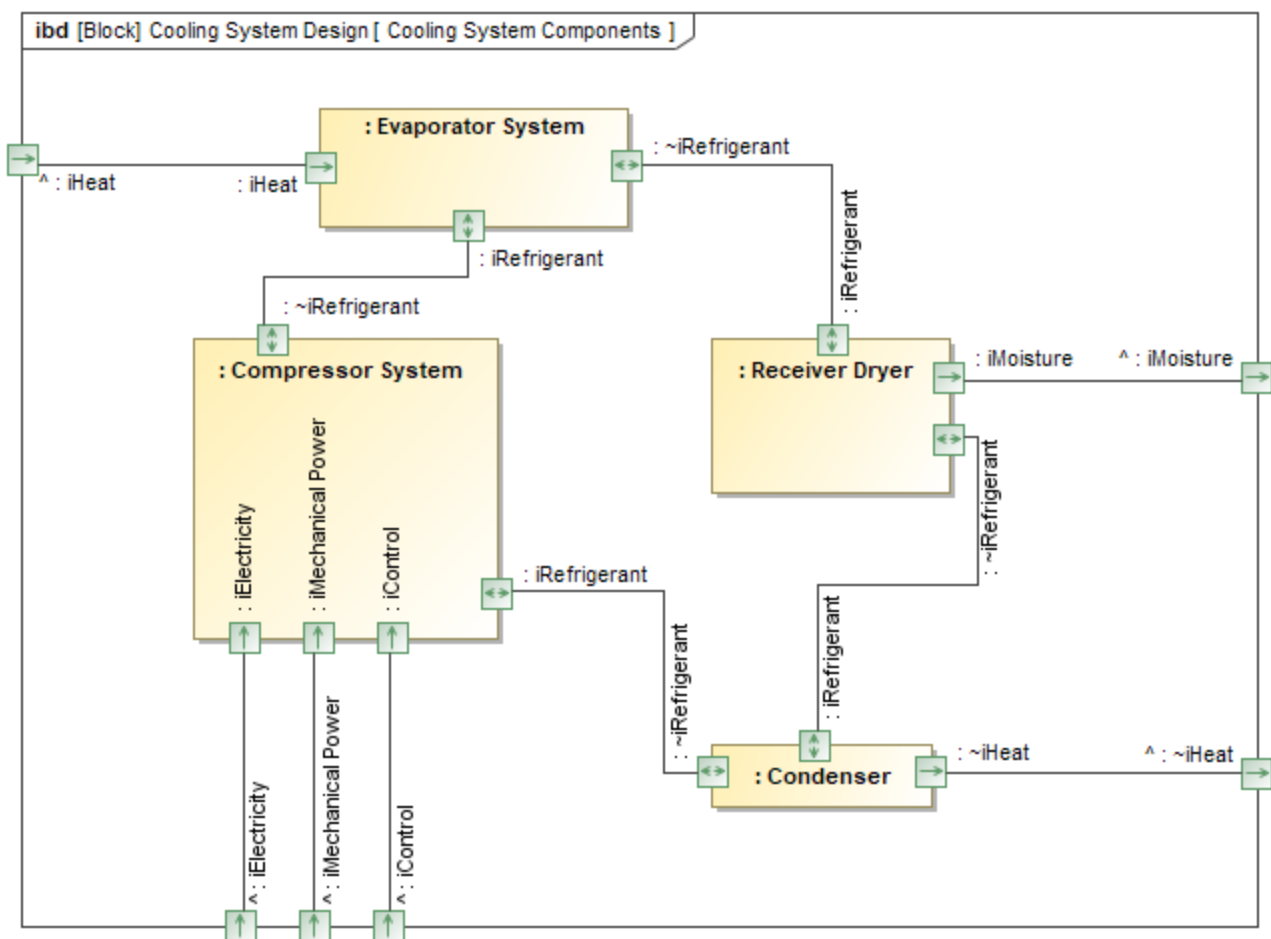 ibd [Block] Cooling System Design [ Cooling System Components ]
: Evaporator System
: ~iRefrigerant
^ : iHeat
: iHeat
: iRefrigerant
: iRefrigerant
: ~iRefrigerant
: Compressor System
: Receiver Dryer
: iMoisture
^ : iMoisture
: iElectricity
: iMechanical Power
: iControl
: ~iRefrigerant
: iRefrigerant
: ~iRefrigerant
: iRefrigerant
: Condenser
: ~iHeat
^ : ~iHeat
^ : iElectricity
^ : iMechanical Power
^ : iControl